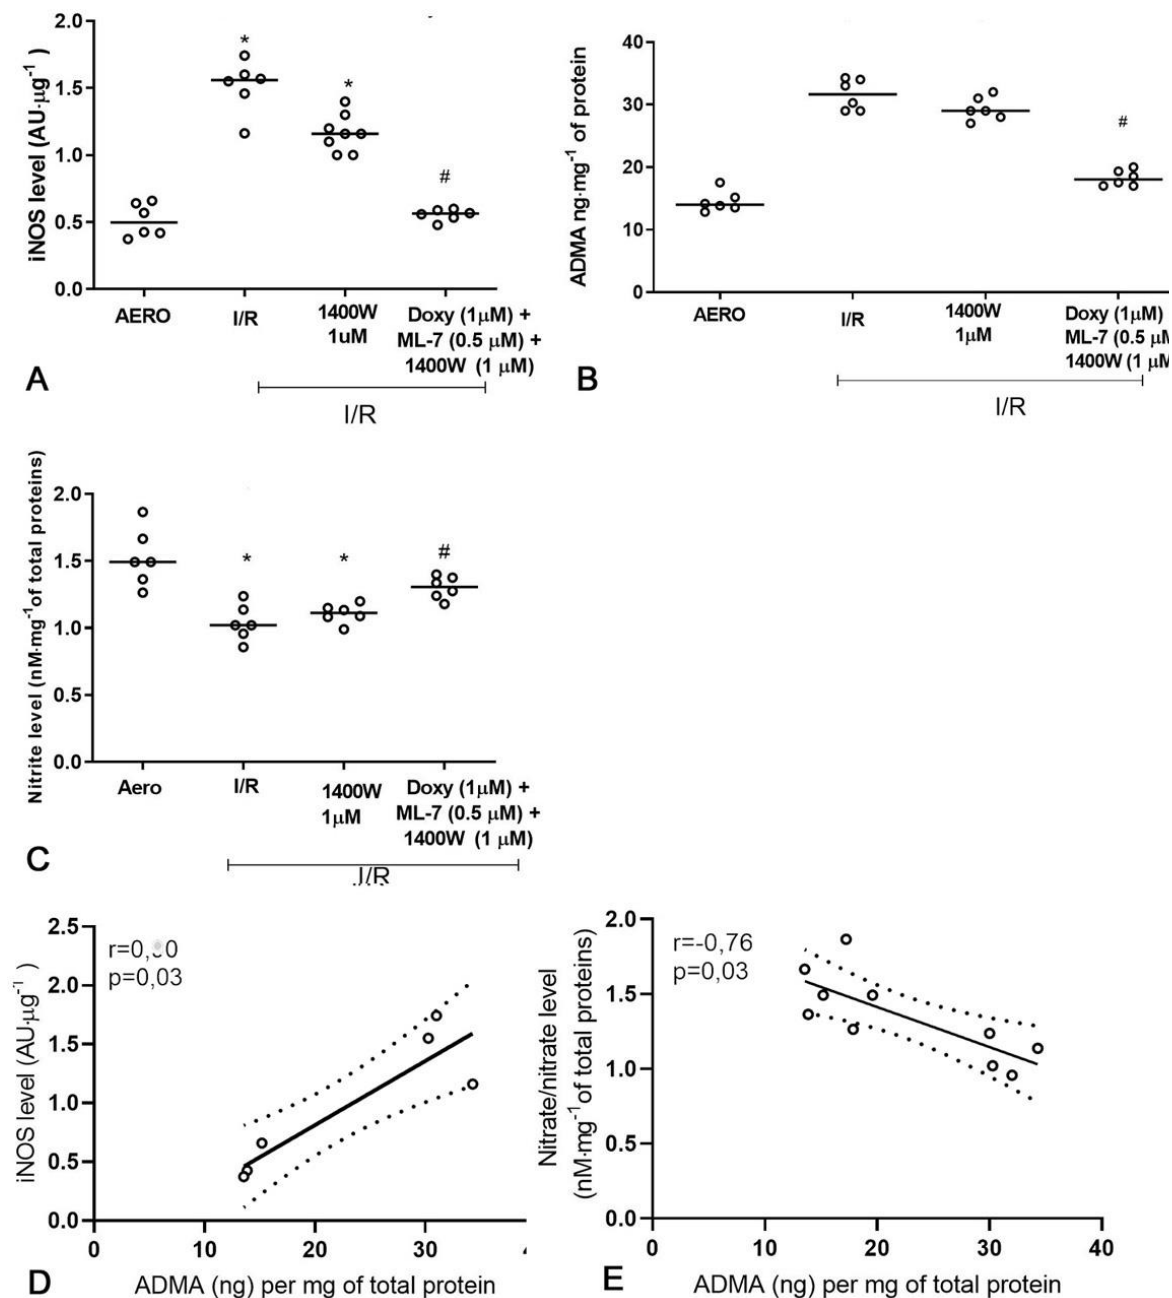 2.0
1.5
1.0
0.5
0.0
iNOS level (AU·µg⁻¹ )
*
*
#
AERO
I/R
1400W
1uM
Doxy (1µM) +
ML-7 (0.5 µM) +
1400W (1 µM)
A
I/R
40
30
20
10
0
ADMA ng·mg⁻¹ of protein
#
AERO
I/R
1400W
1µM
Doxy (1µM)
ML-7 (0.5 µM
1400W (1 µM
B
I/R
2.0
1.5
1.0
0.5
0.0
Nitrite level (nM·mg⁻¹of total proteins)
*
*
#
Aero
I/R
1400W
1µM
Doxy (1µM) +
ML-7 (0.5 µM) +
1400W (1 µM)
C
I/R
2.5
2.0
1.5
1.0
0.5
0.0
iNOS level (AU·µg⁻¹ )
p=0,03
0
10
20
30
ADMA (ng) per mg of total protein
D
2.0
1.5
1.0
0.5
0.0
Nitrate/nitrate level
(nM·mg⁻¹of total proteins)
r=-0,76
p=0,03
0
10
20
30
40
ADMA (ng) per mg of total protein
E